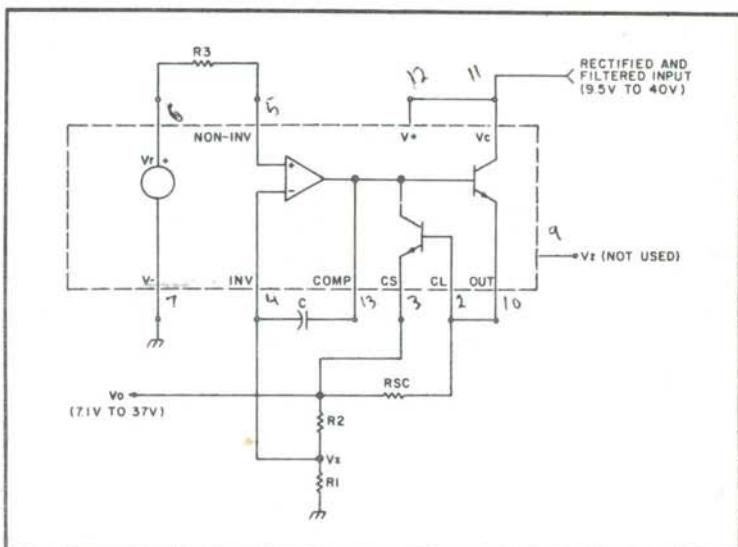 R3
12
11
RECTIFIED AND
FILTERED INPUT
(9.5V TO 40V)
6
5
NON-INV
V+
Vc
Vr
+
+
−
9
Vz (NOT USED)
V-
INV
COMP
CS
CL
OUT
7
4
C
13
3
2
10
Vo
(7.1V TO 37V)
RSC
R2
Vx
R1